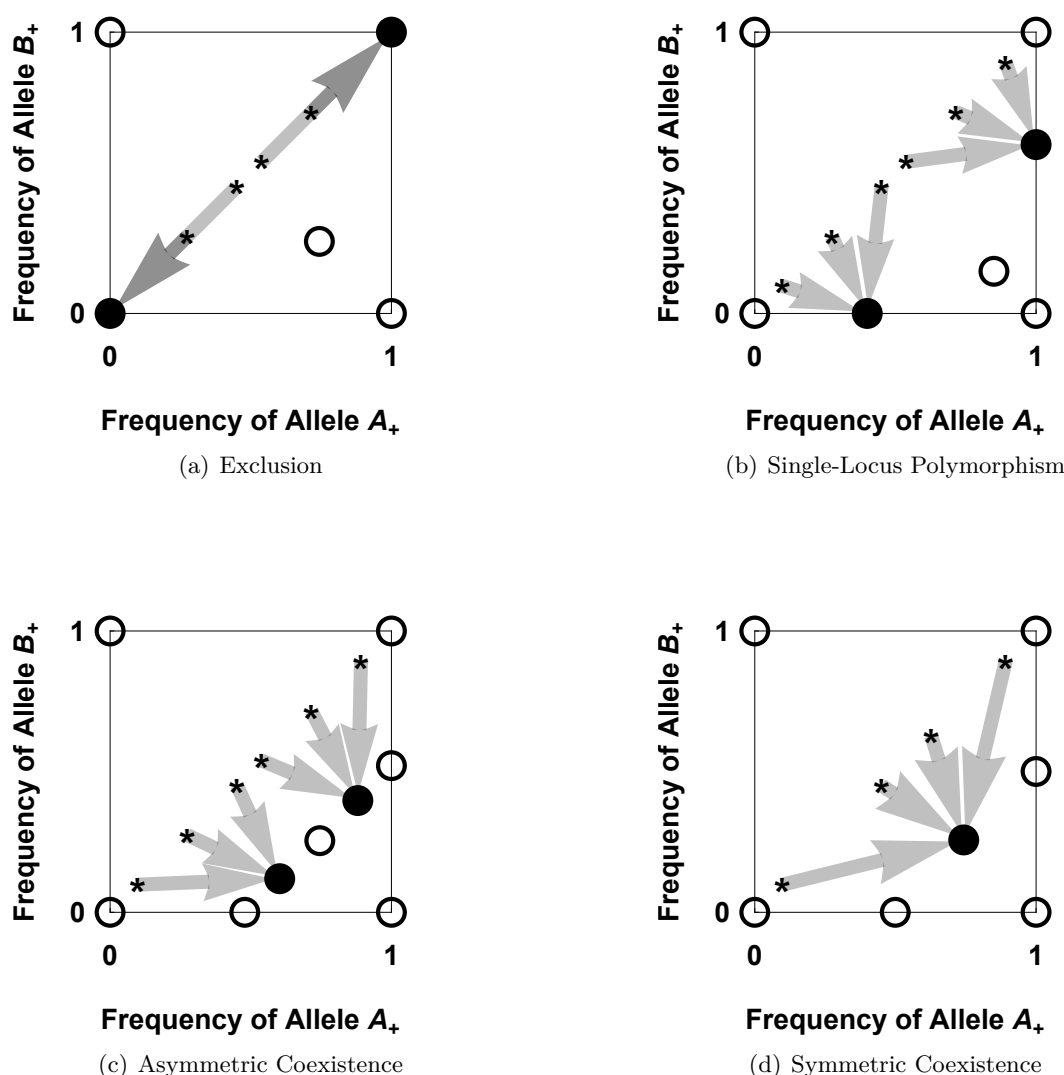 Frequency of Allele B+
1
0
0
1
Frequency of Allele A+
(a) Exclusion
Frequency of Allele B+
1
0
0
1
Frequency of Allele A+
(b) Single-Locus Polymorphism
Frequency of Allele B+
1
0
0
1
Frequency of Allele A+
(c) Asymmetric Coexistence
Frequency of Allele B+
1
0
0
1
Frequency of Allele A+
(d) Symmetric Coexistence